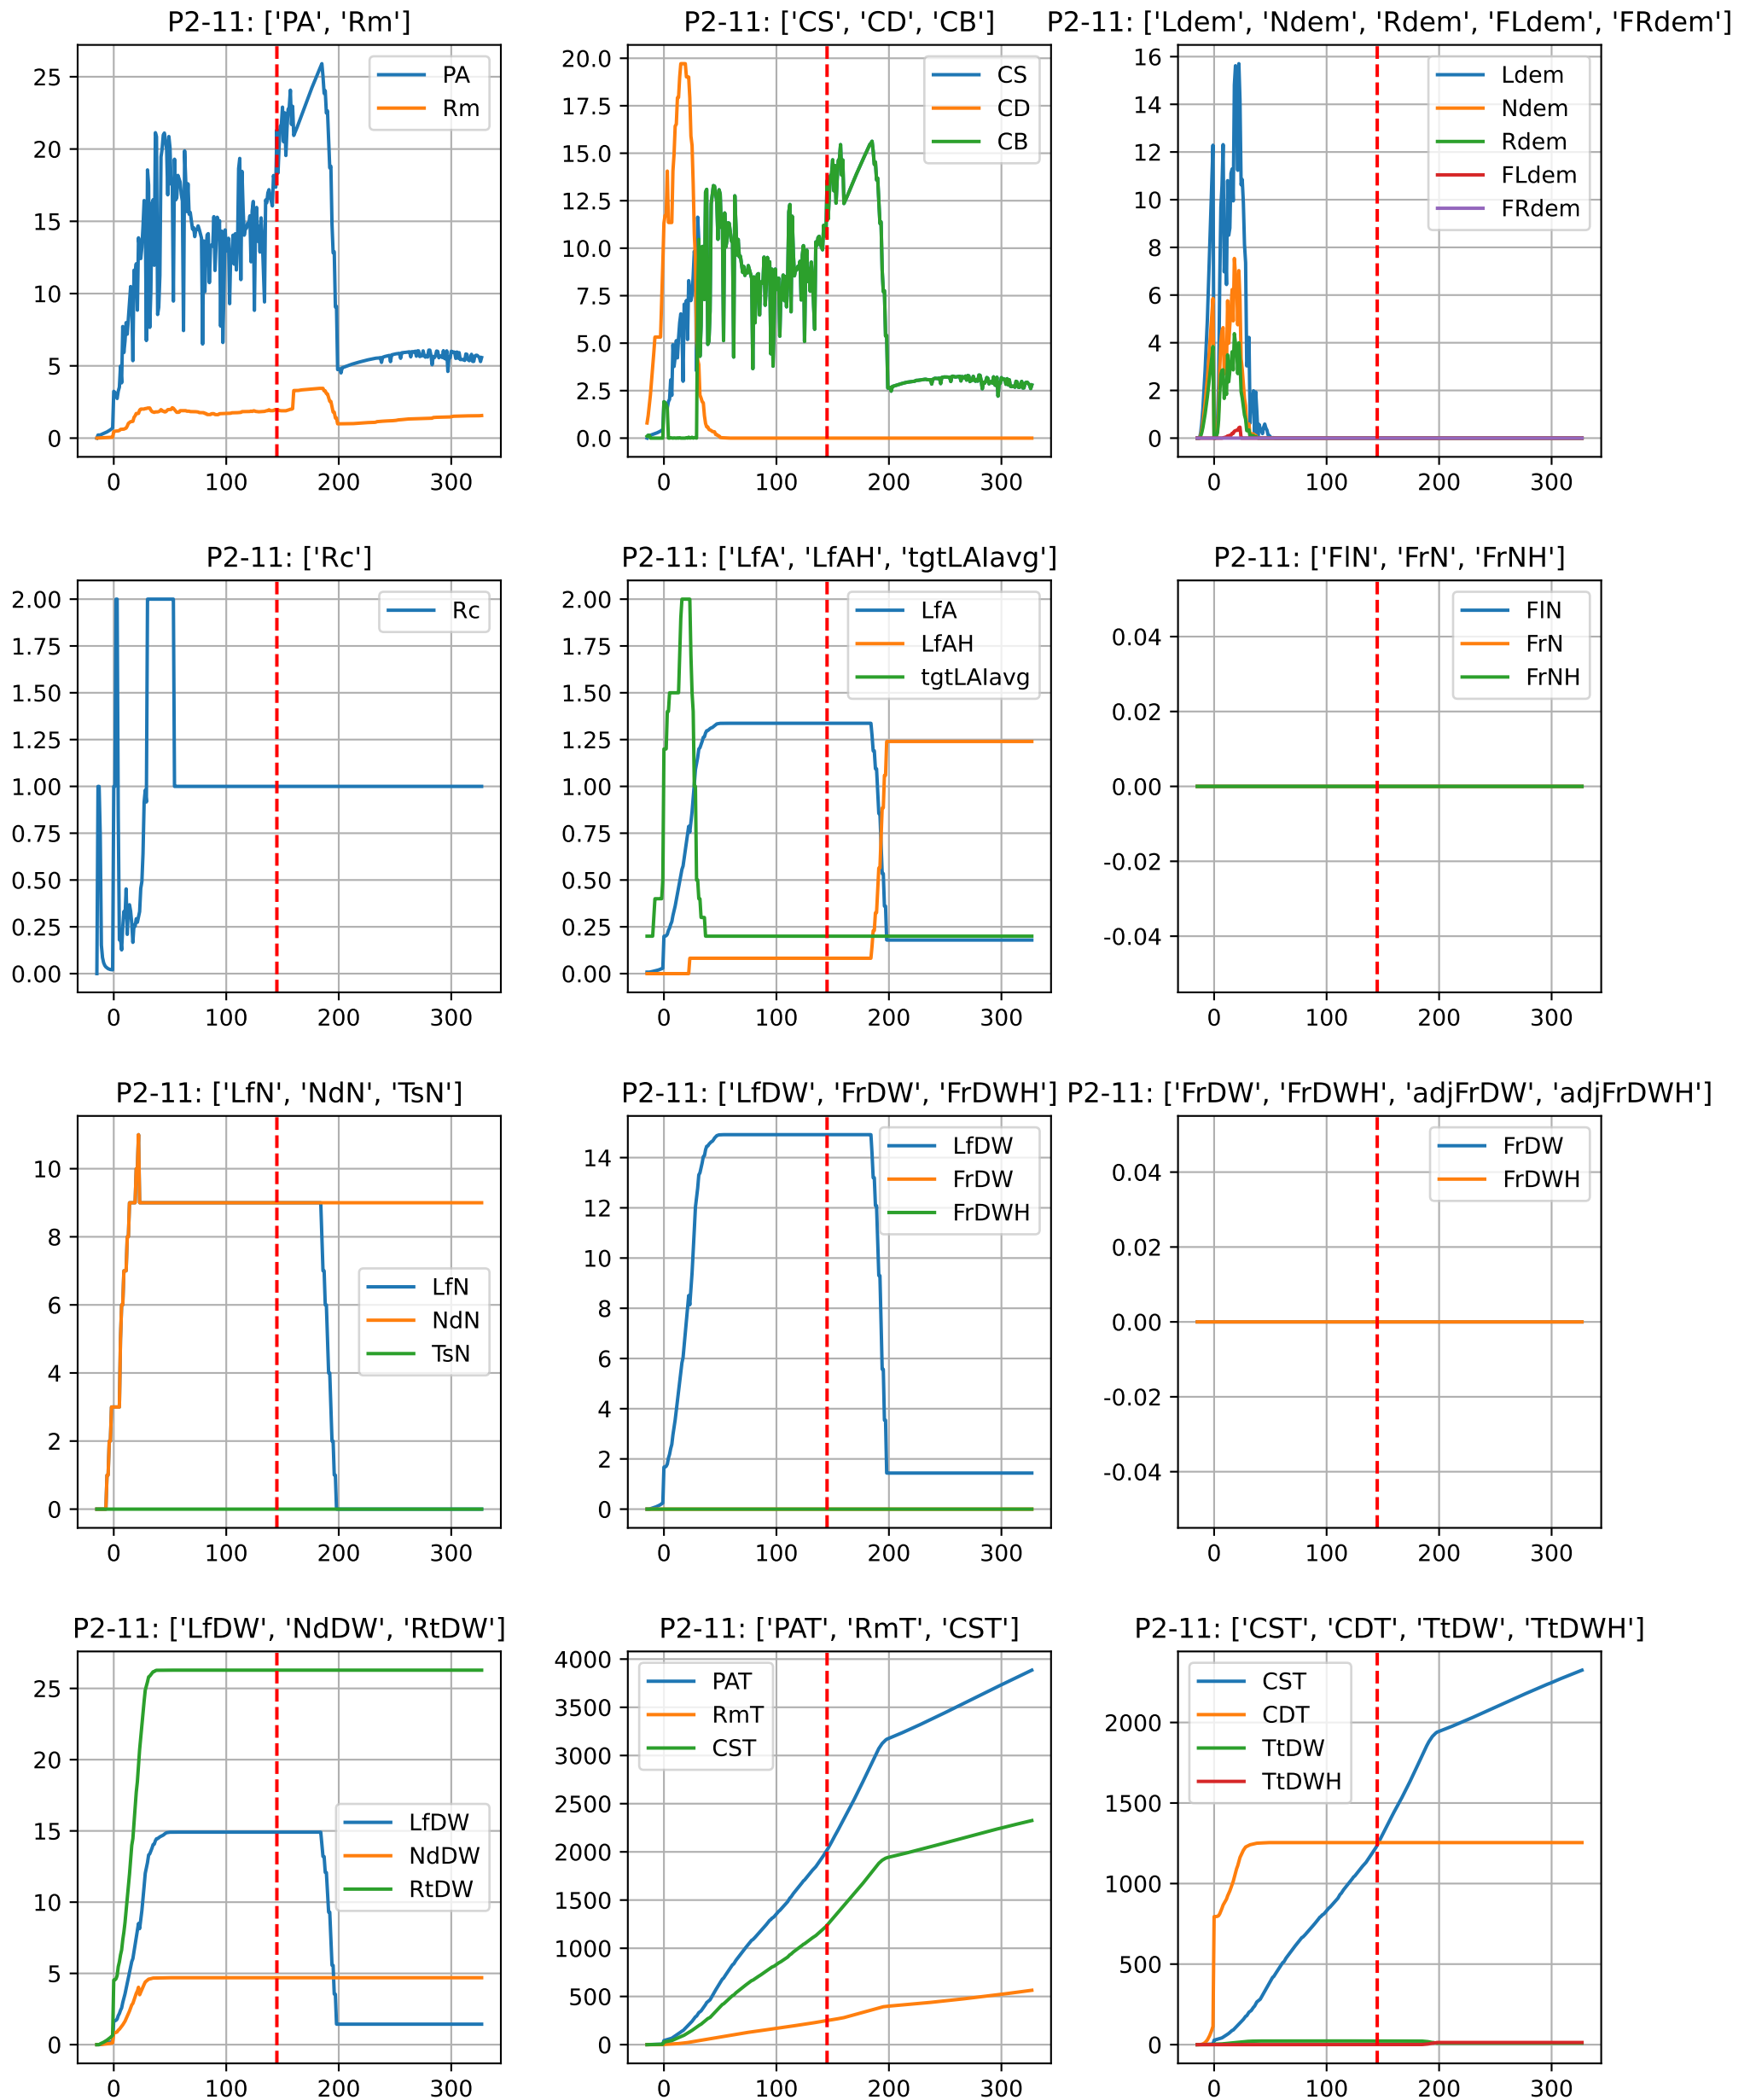 P2-11: ['PA', 'Rm']
PA
Rm
25
20
15
10
5
0
0 100 200 300
P2-11: ['CS', 'CD', 'CB']
CS
CD
CB
20.0
17.5
15.0
12.5
10.0
7.5
5.0
2.5
0.0
0 100 200 300
P2-11: ['Ldem', 'Ndem', 'Rdem', 'FLdem', 'FRdem']
Ldem
Ndem
Rdem
FLdem
FRdem
16
14
12
10
8
6
4
2
0
0 100 200 300
P2-11: ['Rc']
Rc
2.00
1.75
1.50
1.25
1.00
0.75
0.50
0.25
0.00
0 100 200 300
P2-11: ['LfA', 'LfAH', 'tgtLAIavg']
LfA
LfAH
tgtLAIavg
2.00
1.75
1.50
1.25
1.00
0.75
0.50
0.25
0.00
0 100 200 300
P2-11: ['FlN', 'FrN', 'FrNH']
FlN
FrN
FrNH
0.04
0.02
0.00
-0.02
-0.04
0 100 200 300
P2-11: ['LfN', 'NdN', 'TsN']
LfN
NdN
TsN
10
8
6
4
2
0
0 100 200 300
P2-11: ['LfDW', 'FrDW', 'FrDWH']
LfDW
FrDW
FrDWH
14
12
10
8
6
4
2
0
0 100 200 300
P2-11: ['FrDW', 'FrDWH', 'adjFrDW', 'adjFrDWH']
FrDW
FrDWH
0.04
0.02
0.00
-0.02
-0.04
0 100 200 300
P2-11: ['LfDW', 'NdDW', 'RtDW']
LfDW
NdDW
RtDW
25
20
15
10
5
0
0 100 200 300
P2-11: ['PAT', 'RmT', 'CST']
PAT
RmT
CST
4000
3500
3000
2500
2000
1500
1000
500
0
0 100 200 300
P2-11: ['CST', 'CDT', 'TtDW', 'TtDWH']
CST
CDT
TtDW
TtDWH
2000
1500
1000
500
0
0 100 200 300